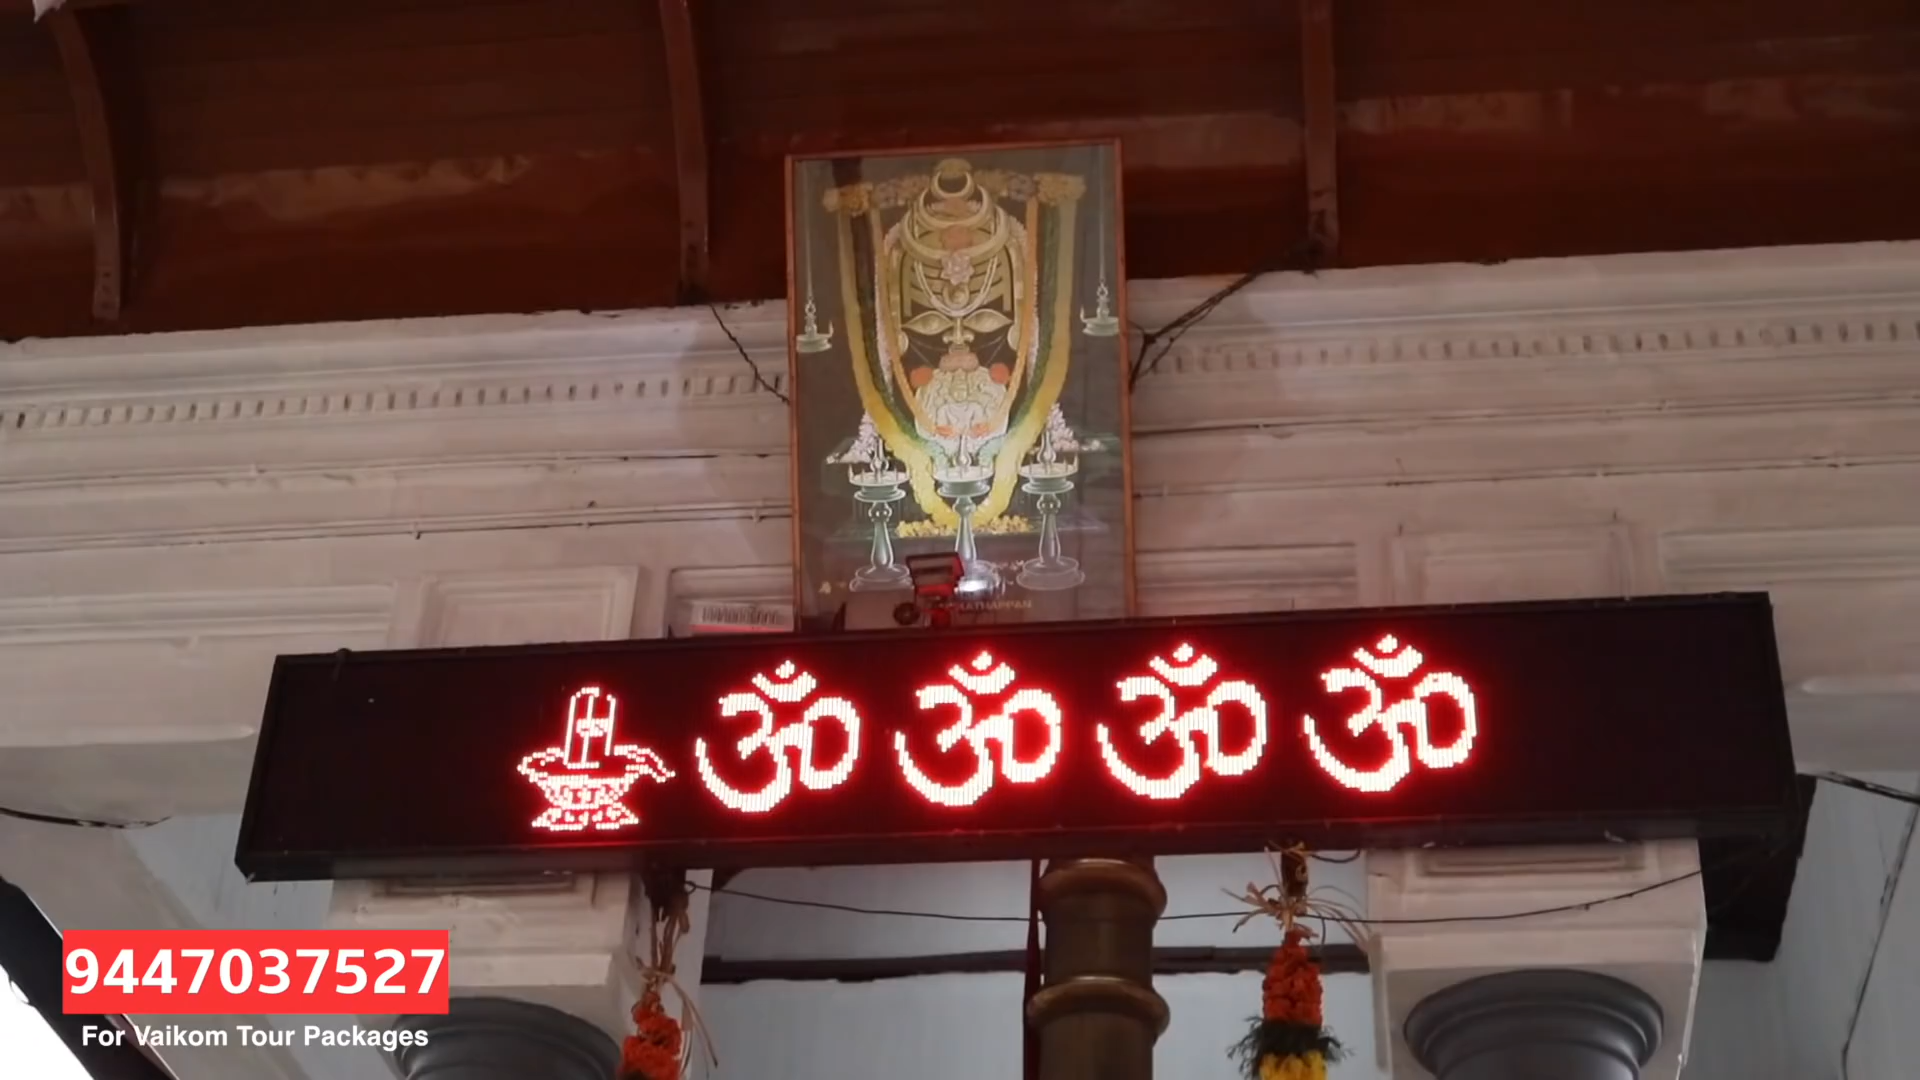 ॐ ॐ ॐ ॐ
9447037527
For Vaikom Tour Packages